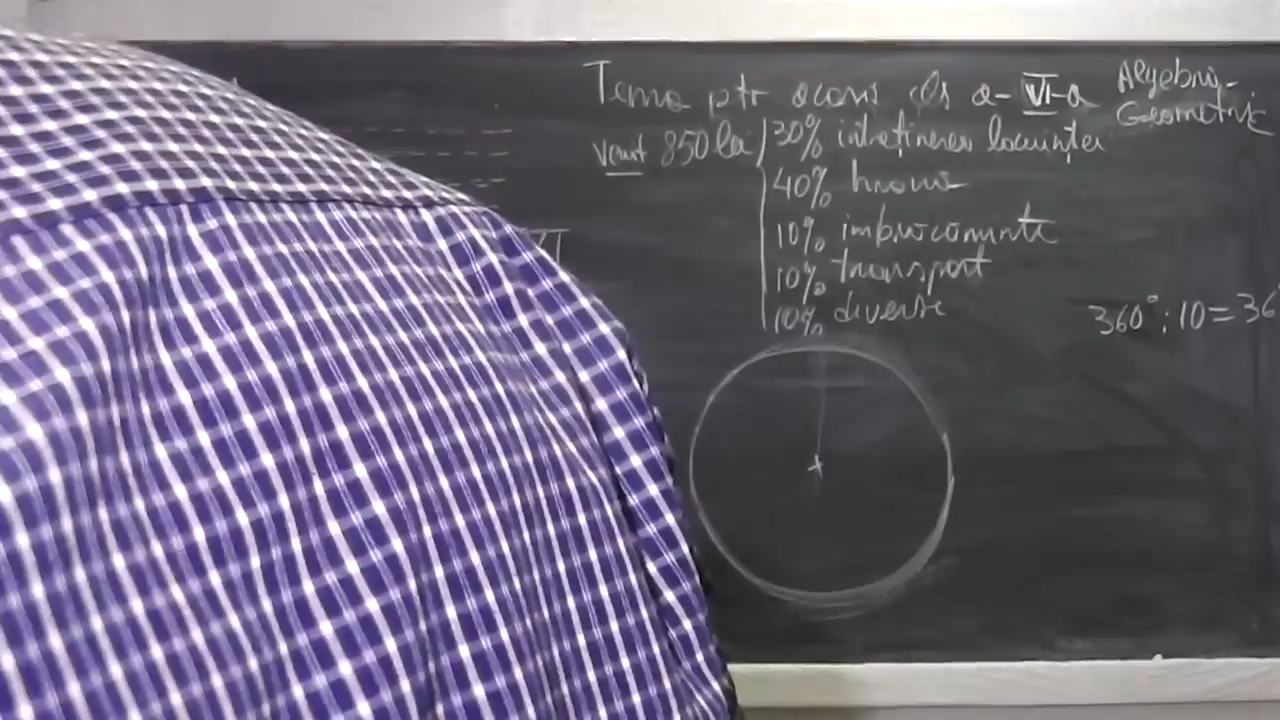 Tema ptr acasă cls a-VI-a
Algebră-
Geometrie
Venit 850 lei
30% întreținerea locuinței
40% hrană
10% îmbrăcăminte
10% transport
10% diverse
VI
360° : 10 = 36°